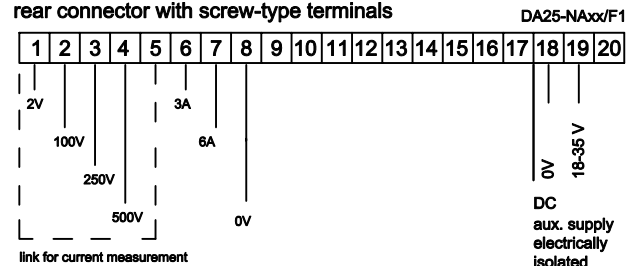 rear connector with screw-type terminals
DA25-NAxx/F1
1 2 3 4 5 6 7 8 9 10 11 12 13 14 15 16 17 18 19 20
2V
3A
100V
6A
250V
500V
0V
0V
18-35 V
DC
aux. supply
electrically
isolated
link for current measurement